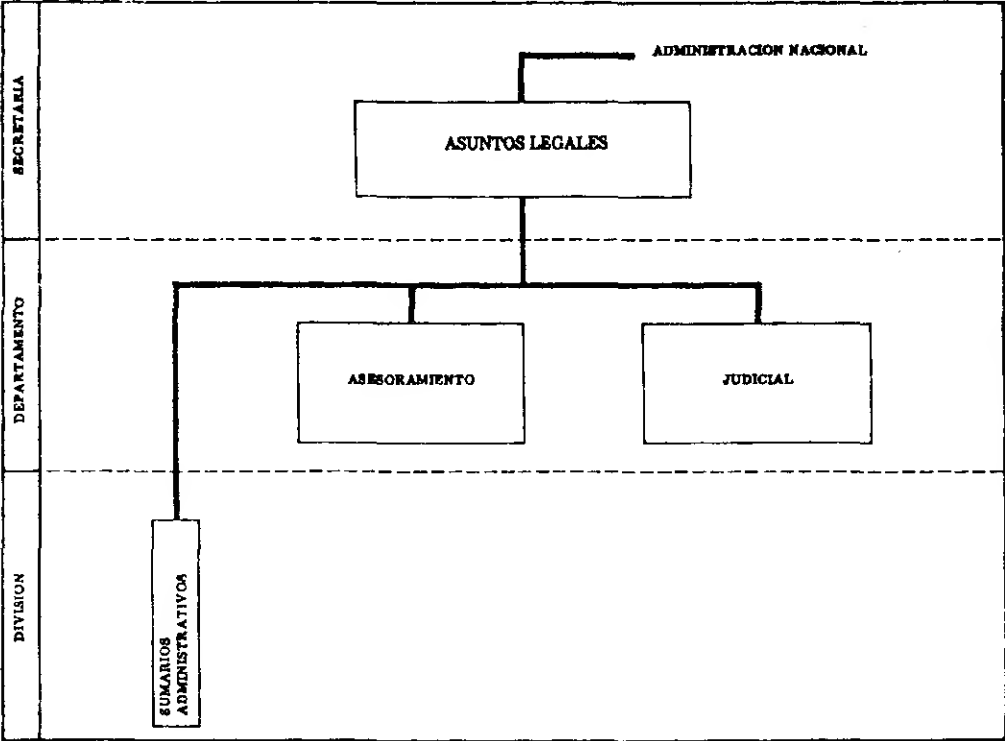 SECRETARIA
ADMINISTRACION NACIONAL
ASUNTOS LEGALES
DEPARTAMENTO
ASESORAMIENTO
JUDICIAL
DIVISION
SUMARIOS
ADMINISTRATIVOS